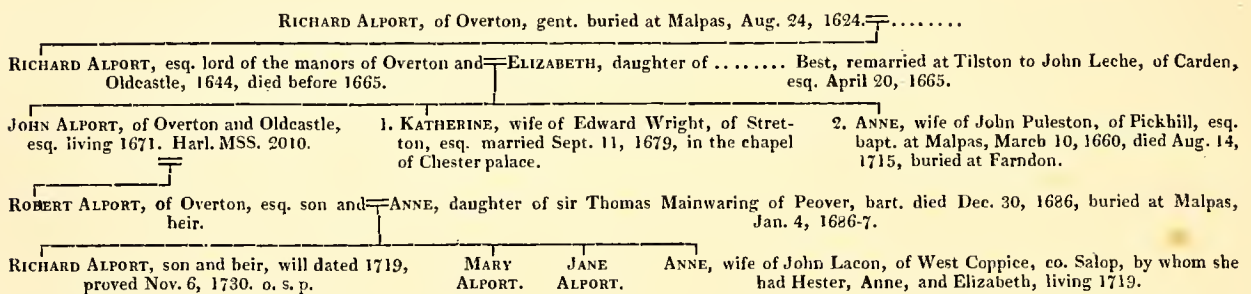 RICHARD ALPORT, of Overton, gent. buried at Malpas, Aug. 24, 1624.=........
RICHARD ALPORT, esq. lord of the manors of Overton and=ELIZABETH, daughter of ........ Best, remarried at Tilston to John Leche, of Carden,
Oldcastle, 1644, died before 1665.
esq. April 20, 1665.
JOHN ALPORT, of Overton and Oldcastle,
esq. living 1671. Harl. MSS. 2010.
1. KATHERINE, wife of Edward Wright, of Stret-
ton, esq. married Sept. 11, 1679, in the chapel
of Chester palace.
2. ANNE, wife of John Puleston, of Pickhill, esq.
bapt. at Malpas, March 10, 1660, died Aug. 14,
1715, buried at Farndon.
ROBERT ALPORT, of Overton, esq. son and=ANNE, daughter of sir Thomas Mainwaring of Peover, bart. died Dec. 30, 1686, buried at Malpas,
heir.
Jan. 4, 1686-7.
RICHARD ALPORT, son and heir, will dated 1719,
proved Nov. 6, 1730. o. s. p.
MARY
ALPORT.
JANE
ALPORT.
ANNE, wife of John Lacon, of West Coppice, co. Salop, by whom she
had Hester, Anne, and Elizabeth, living 1719.